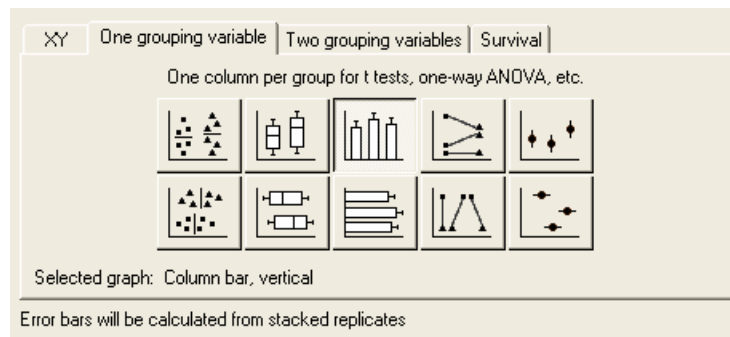 XY One grouping variable Two grouping variables Survival
One column per group for t tests, one-way ANOVA, etc.
Selected graph: Column bar, vertical
Error bars will be calculated from stacked replicates